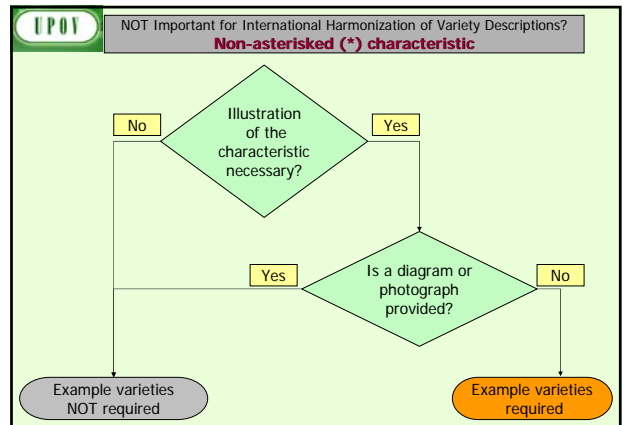 UPOV
NOT Important for International Harmonization of Variety Descriptions?
Non-asterisked (*) characteristic
Illustration
of the
characteristic
necessary?
No
Yes
Is a diagram or
photograph
provided?
Yes
No
Example varieties
NOT required
Example varieties
required